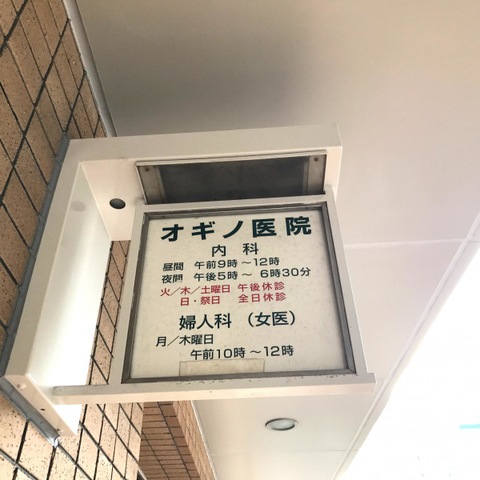 オギノ医院
内科
昼間 午前9時～12時
夜間 午後5時～ 6時30分
火／木／土曜日 午後休診
日・祭日 全日休診
婦人科 （女医）
月／木曜日
午前10時～12時